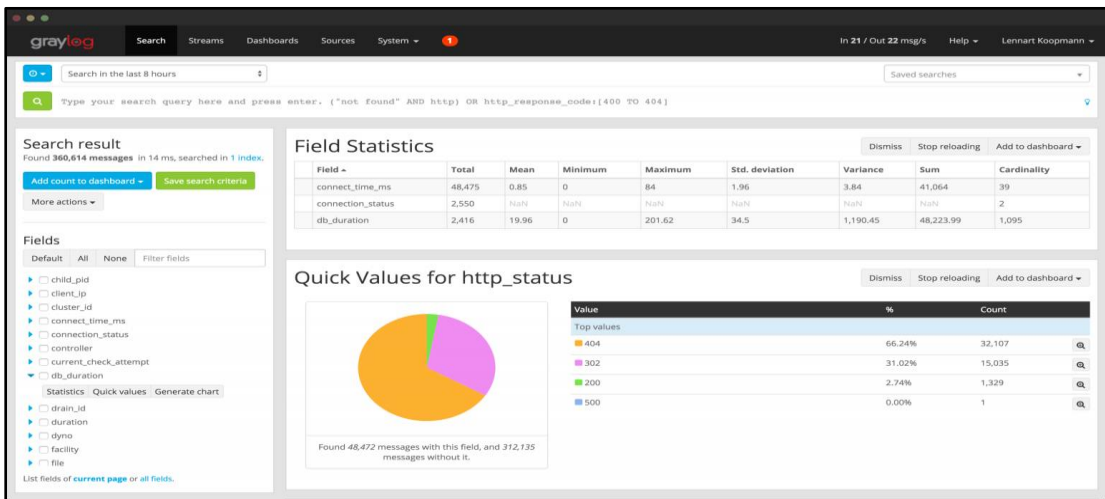 graylog Search Streams Dashboards Sources System 1 In 21 / Out 22 msg/s Help Lennart Koopmann
Search in the last 8 hours Saved searches
Type your search query here and press enter. ("not found" AND http) OR http_response_code:[400 TO 404]
Search result
Found 360,614 messages in 14 ms, searched in 1 index.
Add count to dashboard Save search criteria
More actions
Fields
Default All None Filter fields
child_pid
client_ip
cluster_id
connect_time_ms
connection_status
controller
current_check_attempt
db_duration
Statistics Quick values Generate chart
drain_id
duration
dyno
facility
file
List fields of current page or all fields.
Field Statistics Dismiss Stop reloading Add to dashboard
Field Total Mean Minimum Maximum Std. deviation Variance Sum Cardinality
connect_time_ms 48,475 0.85 0 84 1.96 3.84 41,064 39
connection_status 2,550 NaN NaN NaN NaN NaN NaN 2
db_duration 2,416 19.96 0 201.62 34.5 1,190.45 48,223.99 1,095
Quick Values for http_status Dismiss Stop reloading Add to dashboard
Found 48,472 messages with this field, and 312,135
messages without it.
Value % Count
Top values
404 66.24% 32,107
302 31.02% 15,035
200 2.74% 1,329
500 0.00% 1